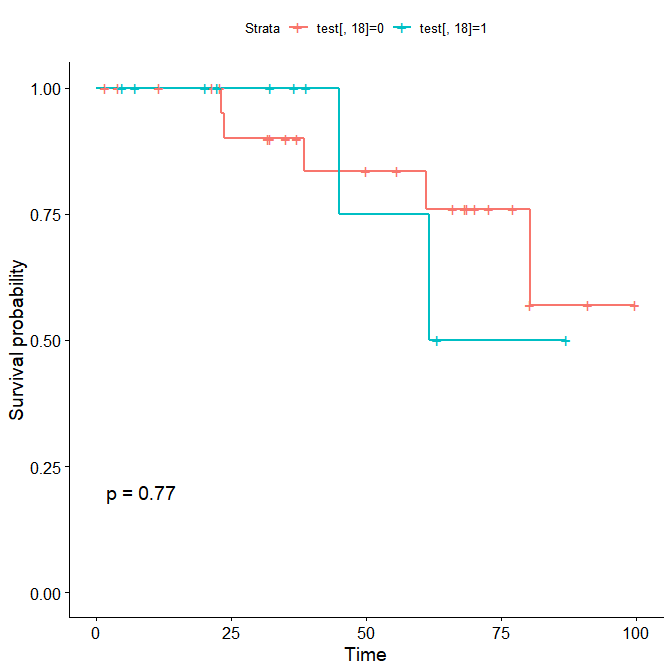 Strata test[, 18]=0 test[, 18]=1
Survival probability
1.00
0.75
0.50
0.25
0.00
p = 0.77
0 25 50 75 100
Time